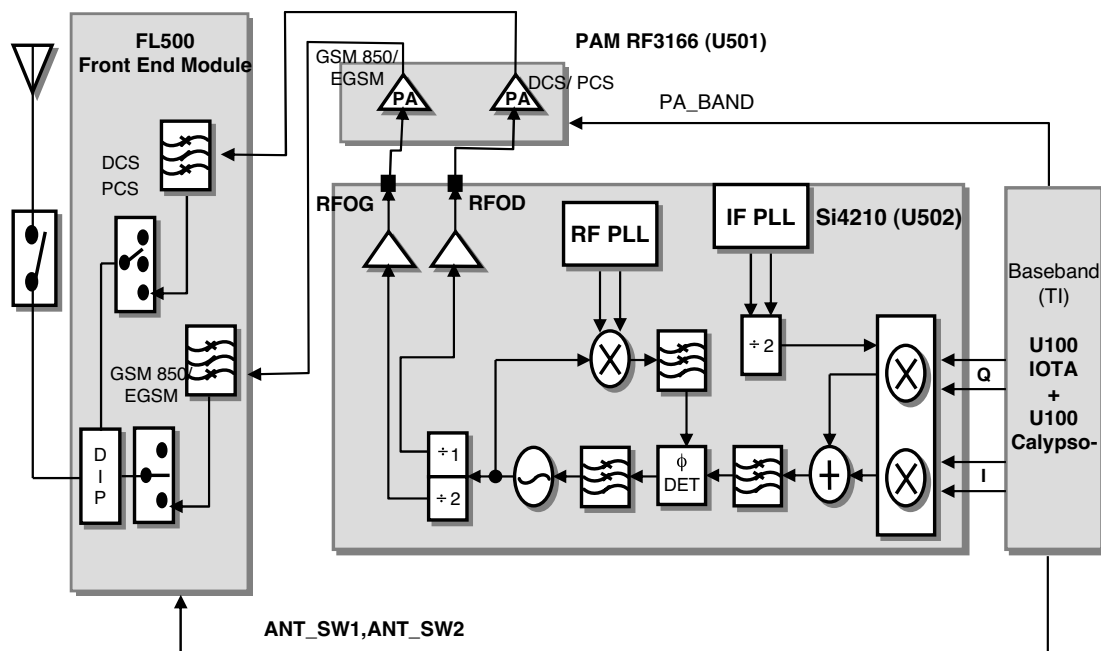 FL500
Front End Module
PAM RF3166 (U501)
GSM 850/
EGSM
PA
PA
DCS/ PCS
PA_BAND
DCS
PCS
RFOG
RFOD
RF PLL
IF PLL
Si4210 (U502)
Baseband
(TI)
U100
IOTA
+
U100
Calypso-
÷2
Q
I
GSM 850/
EGSM
D
I
P
÷1
÷2
ϕ
DET
ANT_SW1,ANT_SW2